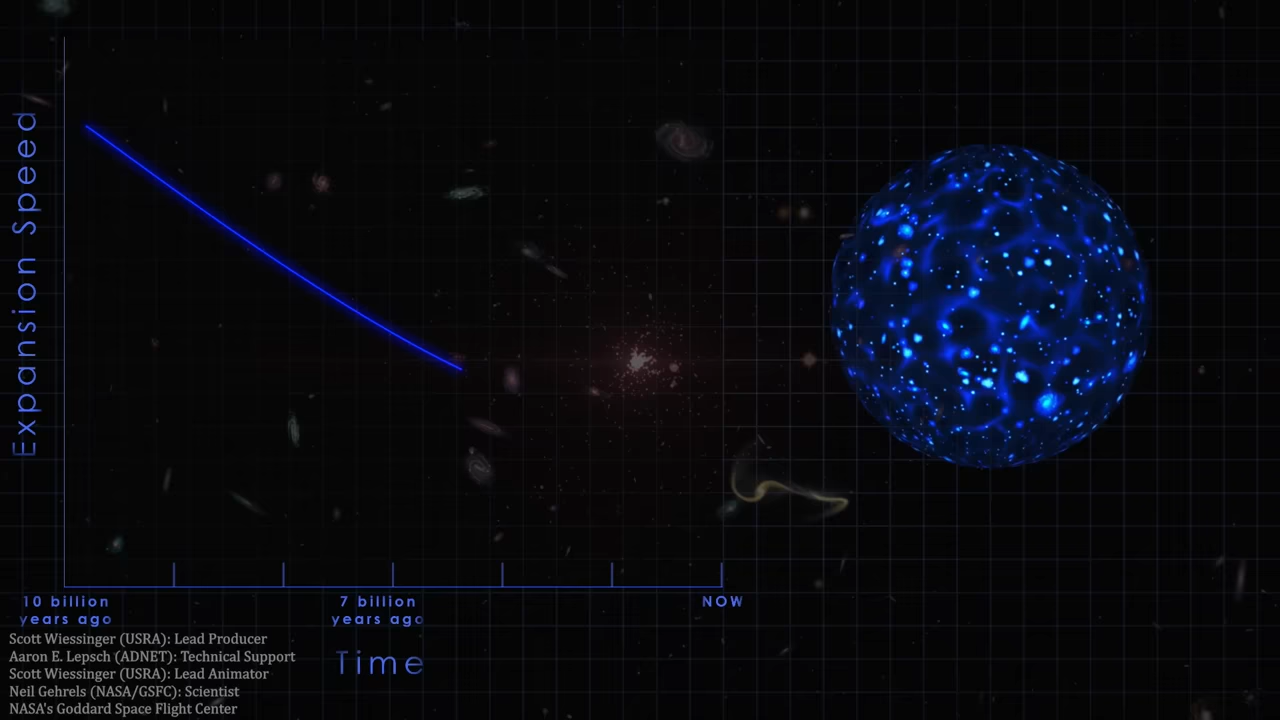 Expansion Speed
10 billion
years ago
7 billion
years ago
NOW
Time
Scott Wiessinger (USRA): Lead Producer
Aaron E. Lepsch (ADNET): Technical Support
Scott Wiessinger (USRA): Lead Animator
Neil Gehrels (NASA/GSFC): Scientist
NASA's Goddard Space Flight Center